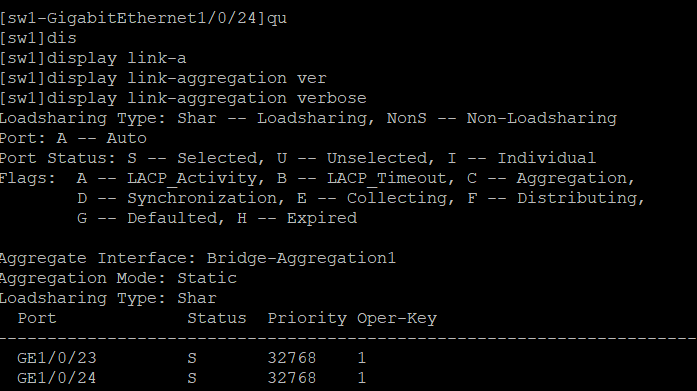 [sw1-GigabitEthernet1/0/24]qu
[sw1]dis
[sw1]display link-a
[sw1]display link-aggregation ver
[sw1]display link-aggregation verbose
Loadsharing Type: Shar -- Loadsharing, NonS -- Non-Loadsharing
Port: A -- Auto
Port Status: S -- Selected, U -- Unselected, I -- Individual
Flags:  A -- LACP_Activity, B -- LACP_Timeout, C -- Aggregation,
        D -- Synchronization, E -- Collecting, F -- Distributing,
        G -- Defaulted, H -- Expired

Aggregate Interface: Bridge-Aggregation1
Aggregation Mode: Static
Loadsharing Type: Shar
  Port             Status  Priority Oper-Key
--------------------------------------------------------------------------------
  GE1/0/23         S       32768    1
  GE1/0/24         S       32768    1